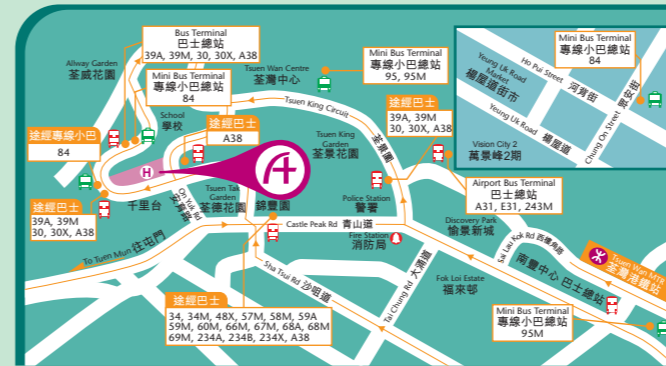 Bus Terminal
巴士總站
39A, 39M, 30, 30X, A38
Allway Garden
荃威花園
Mini Bus Terminal
專線小巴總站
84
School
學校
途經專線小巴
84
途經巴士
A38
Tsuen Wan Centre
荃灣中心
Mini Bus Terminal
專線小巴總站
95, 95M
Tsuen King Circuit
途經巴士
39A, 39M
30, 30X, A38
Tsuen King
Garden
荃景花園
荃景圍
H
途經巴士
39A, 39M
30, 30X, A38
千里台
On Yuk Rd
安育路
Tsuen Tak
Garden
荃德花園
錦豐園
Police Station
警署
Castle Peak Rd 青山道
Fire Station
消防局
To Tuen Mun 往屯門
Sha Tsui Rd 沙咀道
Tai Chung Rd 大涌道
途經巴士
34, 34M, 48X, 57M, 58M, 59A
59M, 60M, 66M, 67M, 68A, 68M
69M, 234A, 234B, 234X, A38
Mini Bus Terminal
專線小巴總站
84
Yeung Uk Road
Market
楊屋道街市
Ho Pui Street 河背街
Yeung Uk Road 楊屋道
Chung On Street 眾安街
Vision City 2
萬景峰2期
Airport Bus Terminal
巴士總站
A31, E31, 243M
Discovery Park
愉景新城
Sai Lau Kok Rd 西樓角路
Tsuen Wan MTR
荃灣港鐵站
南豐中心 巴士總站
Fok Loi Estate
福來邨
Mini Bus Terminal
專線小巴總站
95M